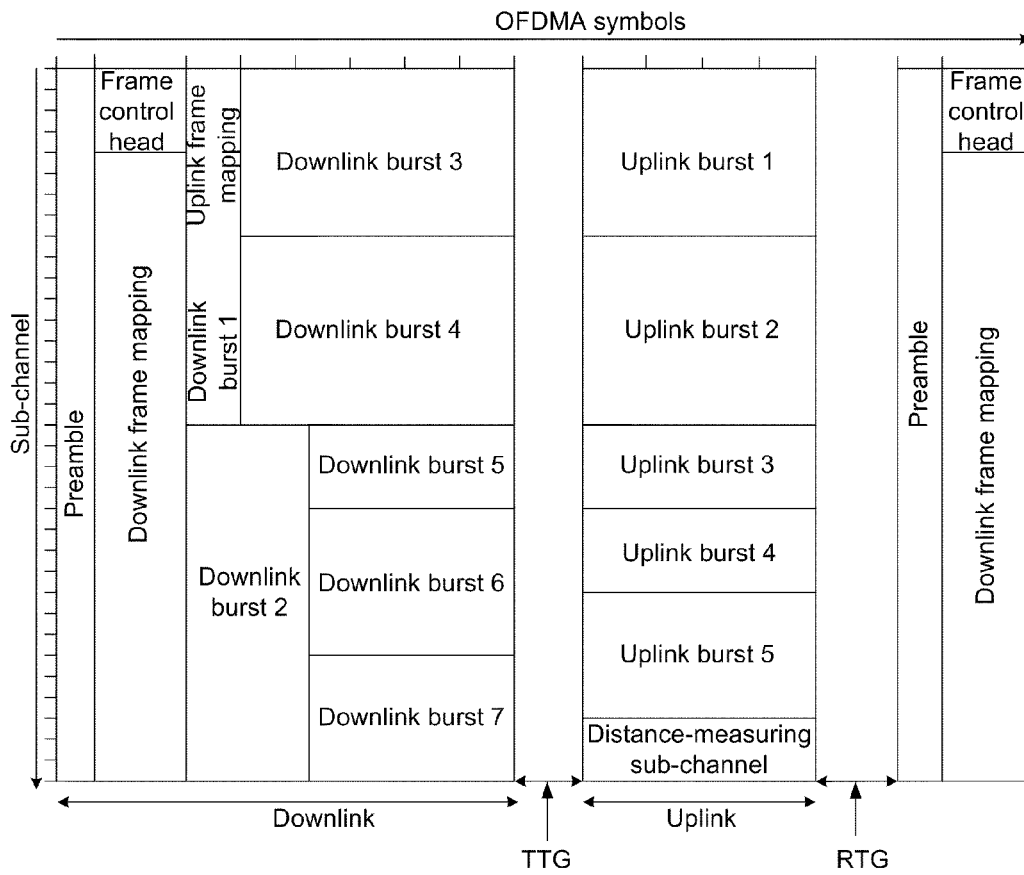 OFDMA symbols
Sub-channel
Preamble
Frame
control
head
Downlink frame mapping
Uplink frame
mapping
Downlink
burst 1
Downlink burst 3
Downlink burst 4
Downlink
burst 2
Downlink burst 5
Downlink burst 6
Downlink burst 7
Uplink burst 1
Uplink burst 2
Uplink burst 3
Uplink burst 4
Uplink burst 5
Distance-measuring
sub-channel
Preamble
Frame
control
head
Downlink frame mapping
Downlink
Uplink
TTG
RTG